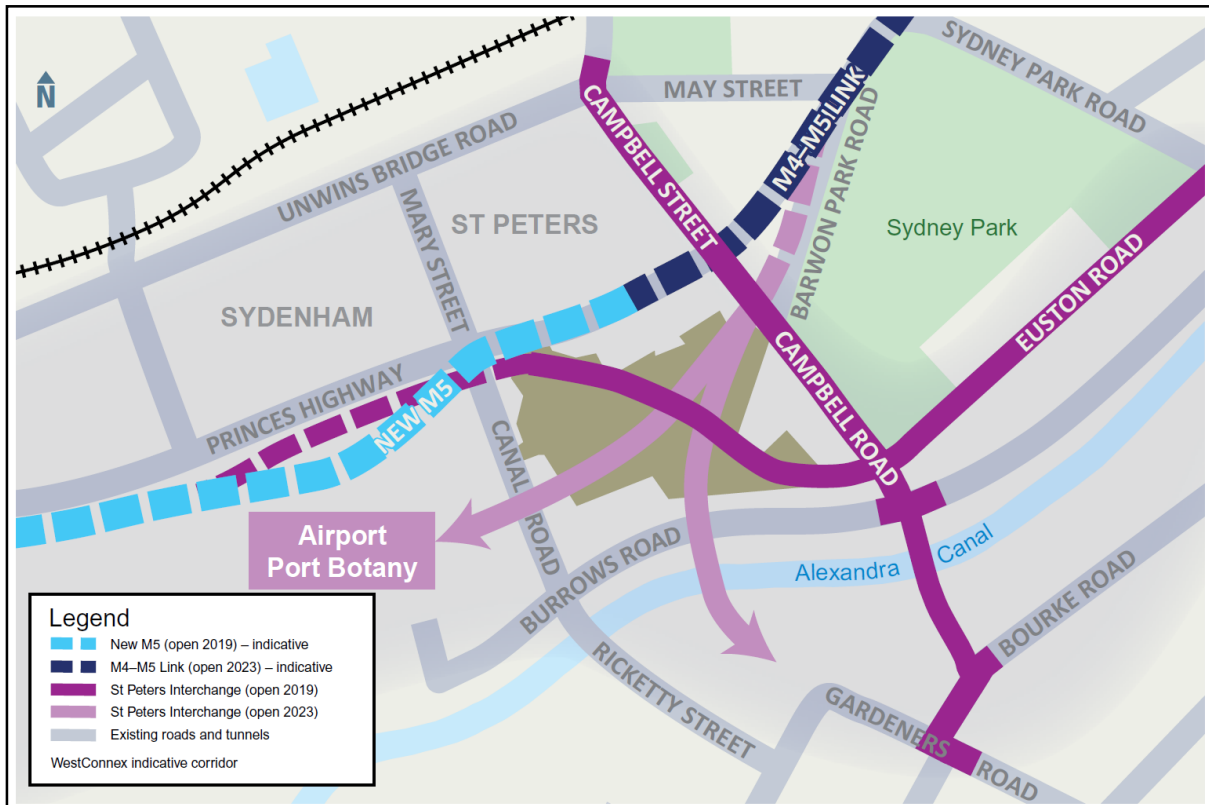 N
SYDNEY PARK ROAD
MAY STREET
M4–M5 LINK
UNWINS BRIDGE ROAD
CAMPBELL STREET
BARWON PARK ROAD
MARY STREET
ST PETERS
Sydney Park
SYDENHAM
EUSTON ROAD
PRINCES HIGHWAY
NEW M5
CAMPBELL ROAD
CANAL ROAD
Airport
Port Botany
BURROWS ROAD
Alexandra Canal
BOURKE ROAD
RICKETTY STREET
GARDENERS ROAD
Legend
New M5 (open 2019) – indicative
M4–M5 Link (open 2023) – indicative
St Peters Interchange (open 2019)
St Peters Interchange (open 2023)
Existing roads and tunnels
WestConnex indicative corridor